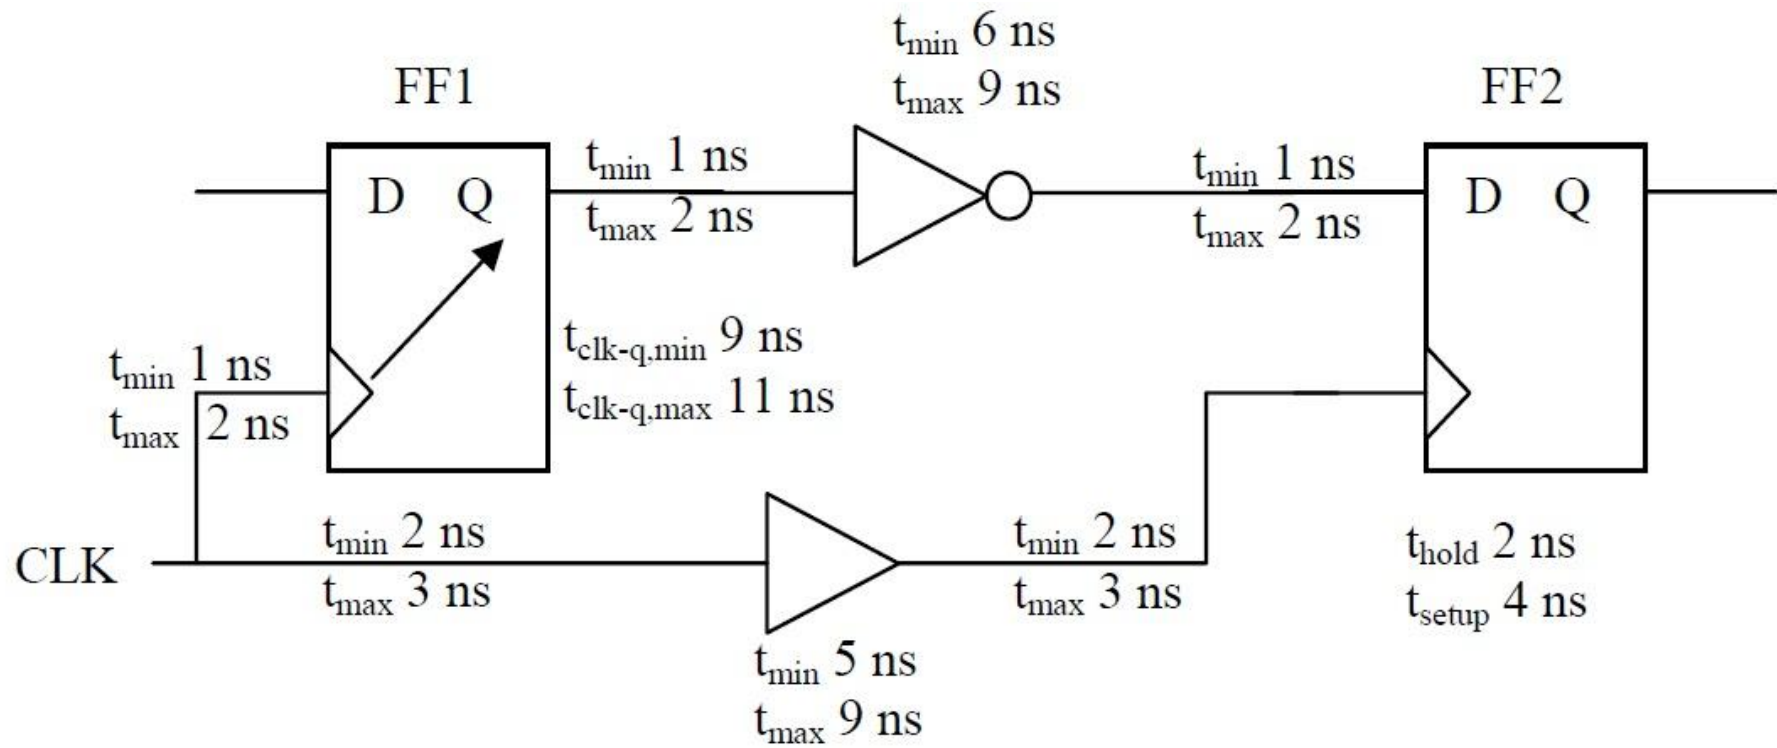 t_min 6 ns
t_max 9 ns
FF1
FF2
t_min 1 ns
t_max 2 ns
t_min 1 ns
t_max 2 ns
D Q
D Q
t_clk-q,min 9 ns
t_clk-q,max 11 ns
t_min 1 ns
t_max 2 ns
CLK
t_min 2 ns
t_max 3 ns
t_min 2 ns
t_max 3 ns
t_hold 2 ns
t_setup 4 ns
t_min 5 ns
t_max 9 ns